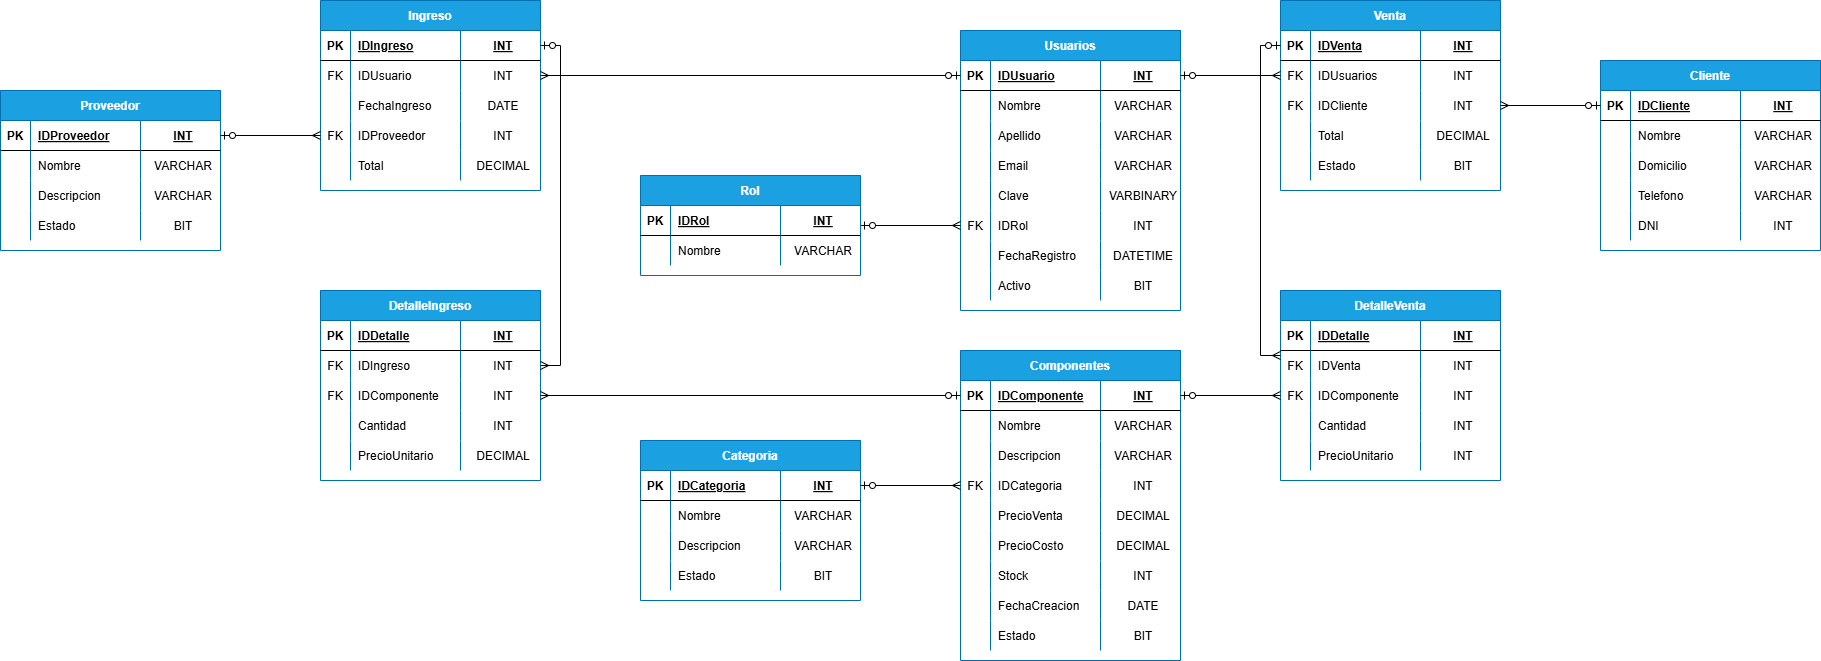 Ingreso
PK IDIngreso INT
FK IDUsuario INT
FechaIngreso DATE
FK IDProveedor INT
Total DECIMAL
Usuarios
PK IDUsuario INT
Nombre VARCHAR
Apellido VARCHAR
Email VARCHAR
Clave VARBINARY
FK IDRol INT
FechaRegistro DATETIME
Activo BIT
Venta
PK IDVenta INT
FK IDUsuarios INT
FK IDCliente INT
Total DECIMAL
Estado BIT
Cliente
PK IDCliente INT
Nombre VARCHAR
Domicilio VARCHAR
Telefono VARCHAR
DNI INT
Proveedor
PK IDProveedor INT
Nombre VARCHAR
Descripcion VARCHAR
Estado BIT
Rol
PK IDRol INT
Nombre VARCHAR
DetalleIngreso
PK IDDetalle INT
FK IDIngreso INT
FK IDComponente INT
Cantidad INT
PrecioUnitario DECIMAL
DetalleVenta
PK IDDetalle INT
FK IDVenta INT
FK IDComponente INT
Cantidad INT
PrecioUnitario INT
Componentes
PK IDComponente INT
Nombre VARCHAR
Descripcion VARCHAR
FK IDCategoria INT
PrecioVenta DECIMAL
PrecioCosto DECIMAL
Stock INT
FechaCreacion DATE
Estado BIT
Categoria
PK IDCategoria INT
Nombre VARCHAR
Descripcion VARCHAR
Estado BIT